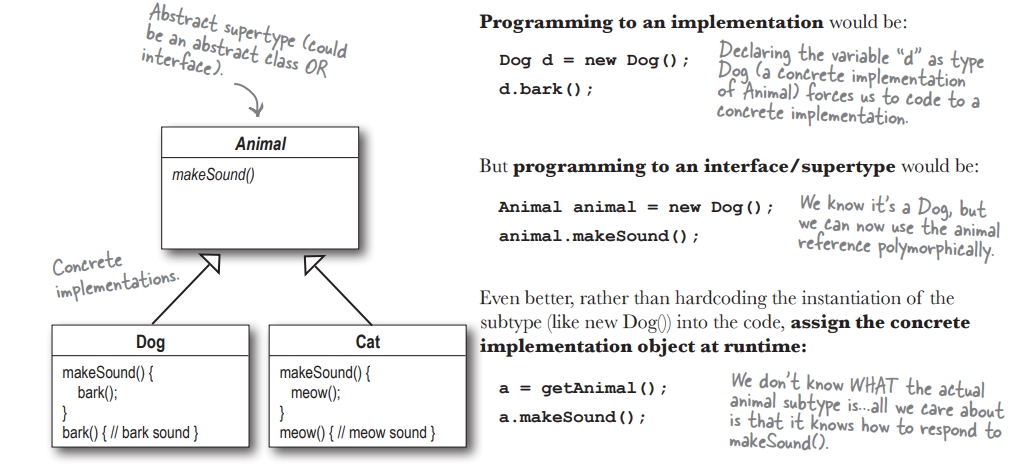 Abstract supertype (could
be an abstract class OR
interface).
Animal
makeSound()
Concrete
implementations.
Dog
makeSound() {
bark();
}
bark() { // bark sound }
Cat
makeSound() {
meow();
}
meow() { // meow sound }
Programming to an implementation would be:
Dog d = new Dog();
d.bark();
Declaring the variable “d” as type
Dog (a concrete implementation
of Animal) forces us to code to a
concrete implementation.
But programming to an interface/supertype would be:
Animal animal = new Dog();
animal.makeSound();
We know it’s a Dog, but
we can now use the animal
reference polymorphically.
Even better, rather than hardcoding the instantiation of the
subtype (like new Dog()) into the code, assign the concrete
implementation object at runtime:
a = getAnimal();
a.makeSound();
We don’t know WHAT the actual
animal subtype is...all we care about
is that it knows how to respond to
makeSound().